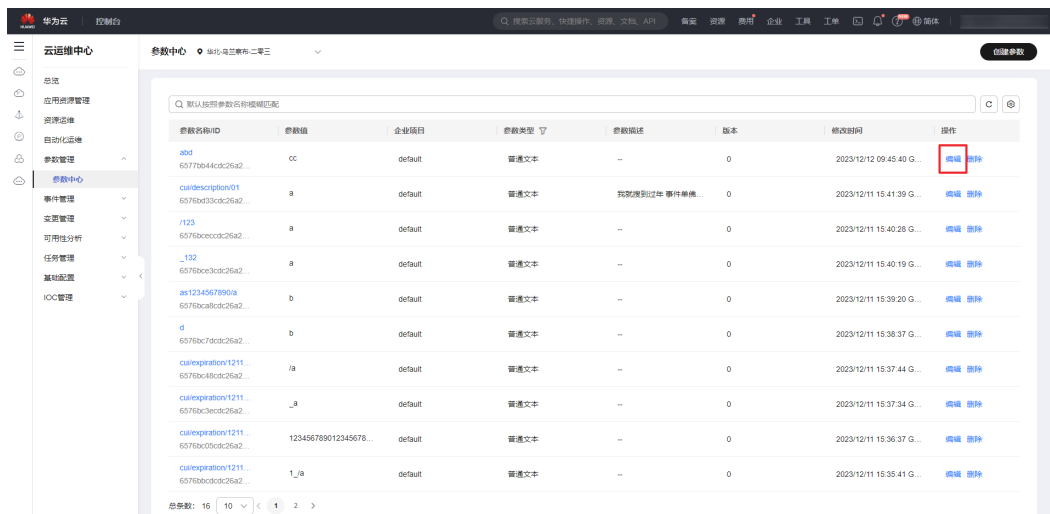 HUAWEI 华为云 控制台 搜索云服务、快捷操作、资源、文档、API 备案 资源 费用 企业 工具 工单 简体
云运维中心 参数中心 华北-乌兰察布-二零三 创建参数
总览
应用资源管理
资源运维
自动化运维
参数管理
参数中心
事件管理
变更管理
可用性分析
任务管理
基础配置
IOC管理
默认按照参数名称模糊匹配
参数名称/ID 参数值 企业项目 参数类型 参数描述 版本 修改时间 操作
abd
6577bb44cdc26a2... cc default 普通文本 -- 0 2023/12/12 09:45:40 G... 编辑 删除
cui/description/01
6576bd33cdc26a2... a default 普通文本 我就搜到过年 事件单佛... 0 2023/12/11 15:41:39 G... 编辑 删除
/123
6576bceccdc26a2... a default 普通文本 -- 0 2023/12/11 15:40:28 G... 编辑 删除
_132
6576bce3cdc26a2... a default 普通文本 -- 0 2023/12/11 15:40:19 G... 编辑 删除
as1234567890/a
6576bca8cdc26a2... b default 普通文本 -- 0 2023/12/11 15:39:20 G... 编辑 删除
d
6576bc7dcdc26a2... b default 普通文本 -- 0 2023/12/11 15:38:37 G... 编辑 删除
cui/expiration/1211...
6576bc48cdc26a2... /a default 普通文本 -- 0 2023/12/11 15:37:44 G... 编辑 删除
cui/expiration/1211...
6576bc3ecdc26a2... _a default 普通文本 -- 0 2023/12/11 15:37:34 G... 编辑 删除
cui/expiration/1211...
6576bc05cdc26a2... 123456789012345678... default 普通文本 -- 0 2023/12/11 15:36:37 G... 编辑 删除
cui/expiration/1211...
6576bbcdcdc26a2... 1_/a default 普通文本 -- 0 2023/12/11 15:35:41 G... 编辑 删除
总条数: 16 10 1 2